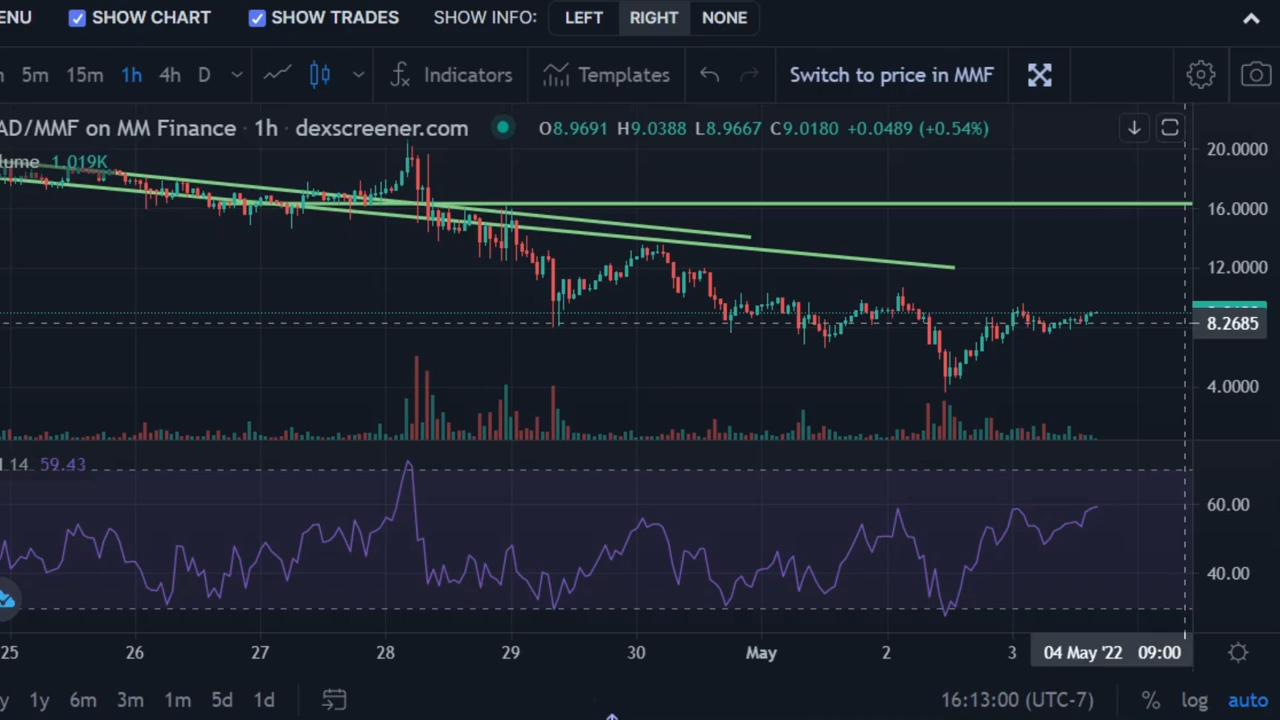 ENU SHOW CHART SHOW TRADES SHOW INFO: LEFT RIGHT NONE
5m 15m 1h 4h D Indicators Templates Switch to price in MMF
AD/MMF on MM Finance · 1h · dexscreener.com O8.9691 H9.0388 L8.9667 C9.0180 +0.0489 (+0.54%)
lume 1.019K
20.0000
16.0000
12.0000
8.2685
4.0000
14 59.43
60.00
40.00
25 26 27 28 29 30 May 2 3 04 May '22 09:00
y 1y 6m 3m 1m 5d 1d 16:13:00 (UTC-7) % log auto